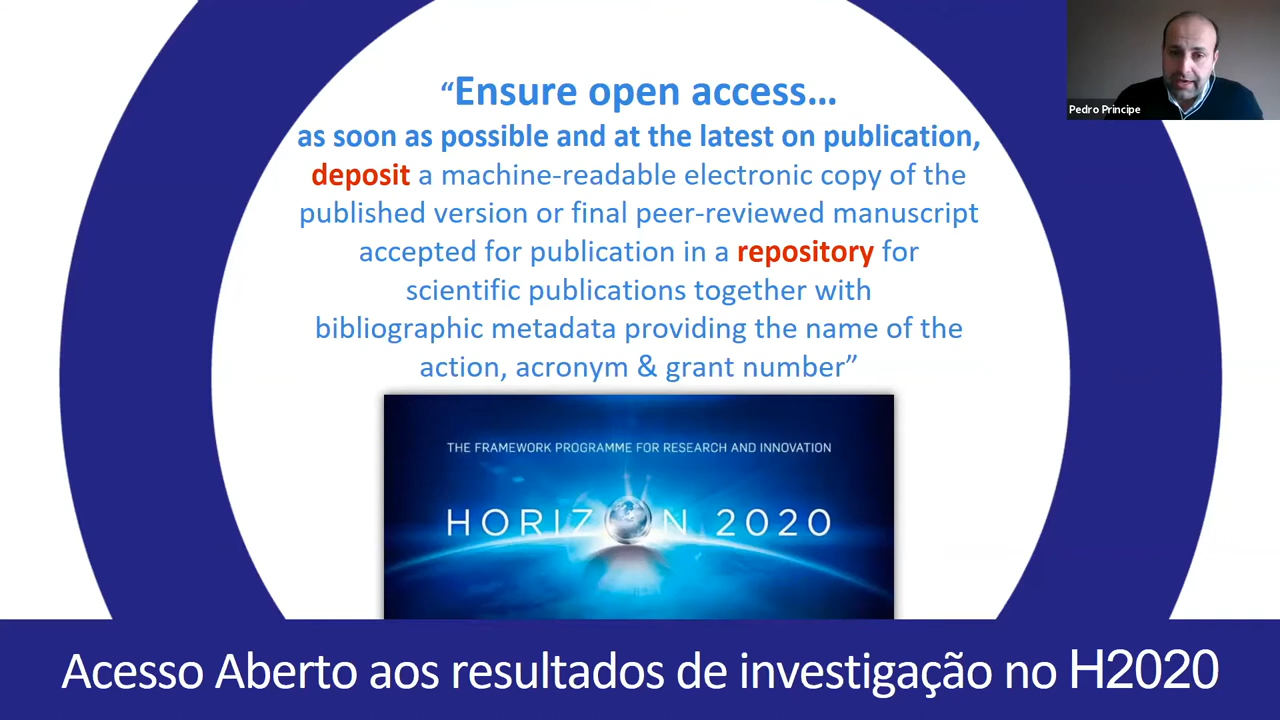 “Ensure open access...
as soon as possible and at the latest on publication,
deposit a machine-readable electronic copy of the
published version or final peer-reviewed manuscript
accepted for publication in a repository for
scientific publications together with
bibliographic metadata providing the name of the
action, acronym & grant number”
Pedro Principe
THE FRAMEWORK PROGRAMME FOR RESEARCH AND INNOVATION
HORIZON 2020
Acesso Aberto aos resultados de investigação no H2020